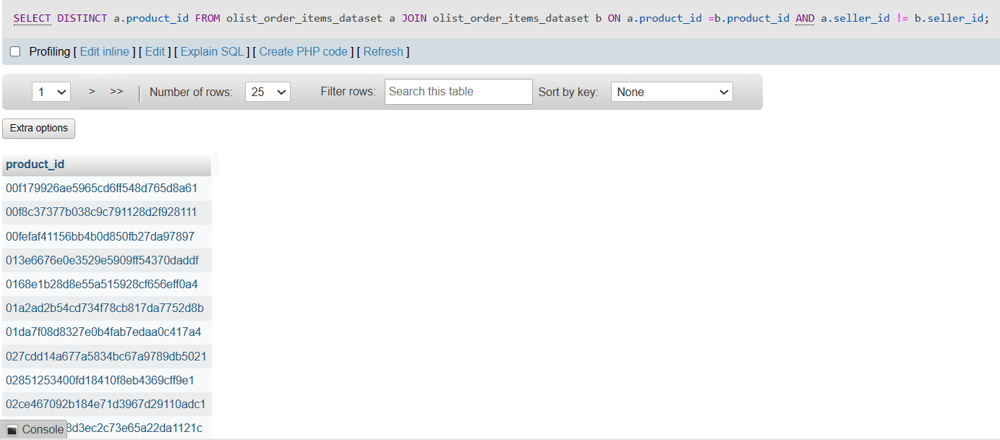 SELECT DISTINCT a.product_id FROM olist_order_items_dataset a JOIN olist_order_items_dataset b ON a.product_id =b.product_id AND a.seller_id != b.seller_id;
Profiling [ Edit inline ] [ Edit ] [ Explain SQL ] [ Create PHP code ] [ Refresh ]
1 > >> | Number of rows: 25 Filter rows: Search this table Sort by key: None
Extra options
product_id
00f179926ae5965cd6ff548d765d8a61
00f8c37377b038c9c791128d2f928111
00fefaf41156bb4b0d850fb27da97897
013e6676e0e3529e5909ff54370daddf
0168e1b28d8e55a515928cf656eff0a4
01a2ad2b54cd734f78cb817da7752d8b
01da7f08d8327e0b4fab7edaa0c417a4
027cdd14a677a5834bc67a9789db5021
02851253400fd18410f8eb4369cff9e1
02ce467092b184e71d3967d29110adc1
Console 8d3ec2c73e65a22da1121c